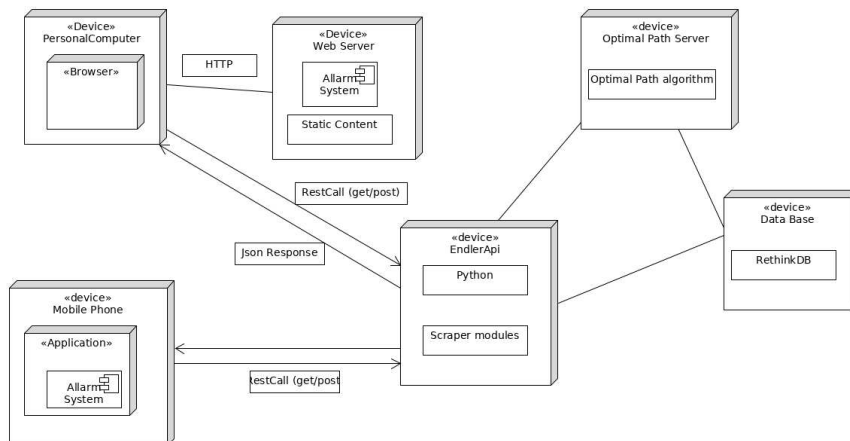 «Device»
PersonalComputer
«Browser»
HTTP
«Device»
Web Server
Allarm
System
Static Content
«device»
Optimal Path Server
Optimal Path algorithm
RestCall (get/post)
Json Response
«device»
EndlerApi
Python
Scraper modules
«device»
Data Base
RethinkDB
«device»
Mobile Phone
«Application»
Allarm
System
RestCall (get/post